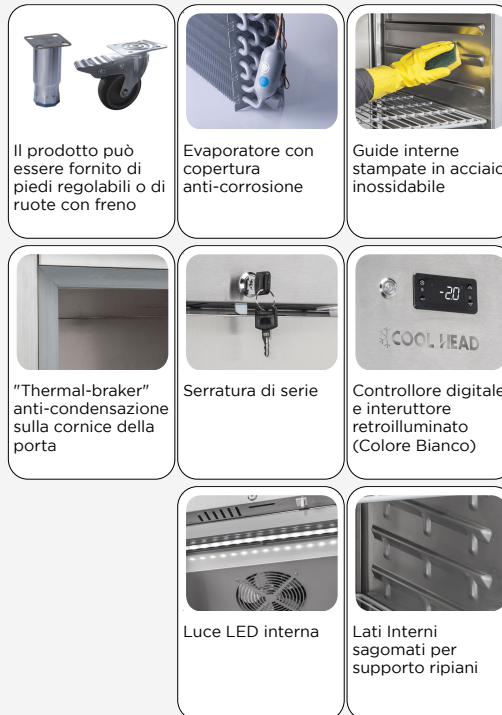 Il prodotto può
essere fornito di
piedi regolabili o di
ruote con freno
Evaporatore con
copertura
anti-corrosione
Guide interne
stampate in acciaio
inossidabile
"Thermal-braker"
anti-condensazione
sulla cornice della
porta
Serratura di serie
-2.0
COOL HEAD
Controllore digitale
e interuttore
retroilluminato
(Colore Bianco)
Luce LED interna
Lati Interni
sagomati per
supporto ripiani